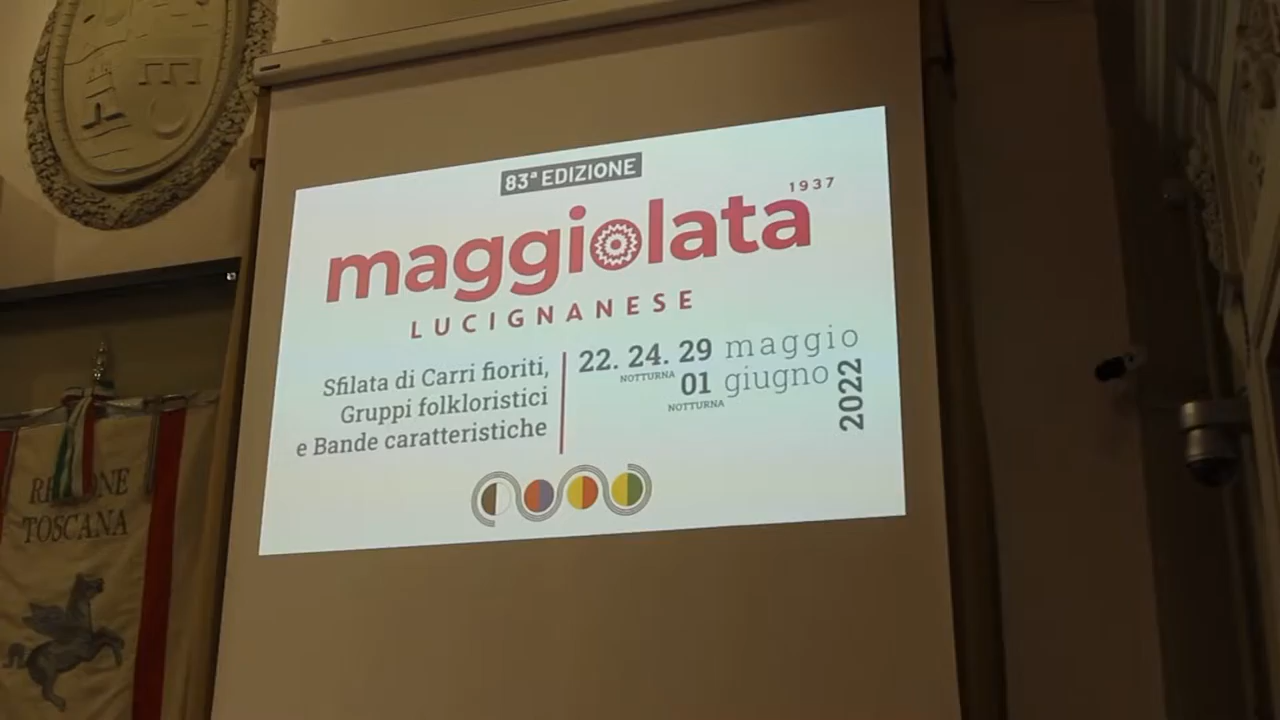 83ª EDIZIONE
maggiolata
1937
LUCIGNANESE
Sfilata di Carri fioriti,
Gruppi folkloristici
e Bande caratteristiche
22. 24. 29 maggio
NOTTURNA
01 giugno
NOTTURNA
2022
TOSCANA